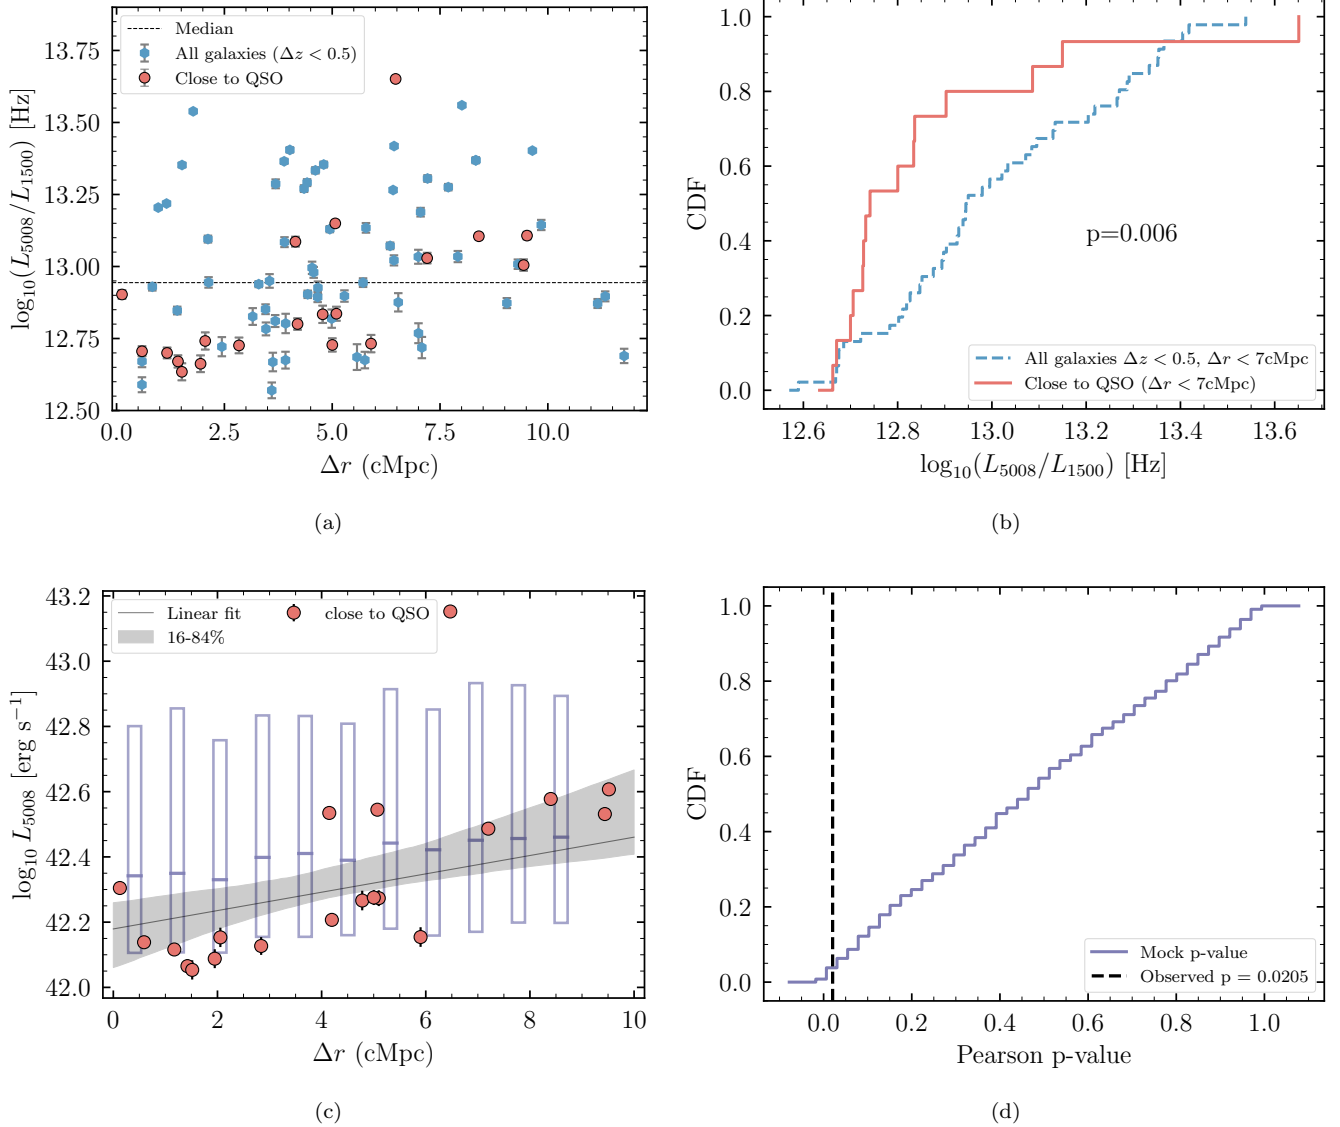 13.75
13.50
13.25
13.00
12.75
12.50
log₁₀(L₅₀₀₈/L₁₅₀₀) [Hz]
Median
All galaxies (Δz < 0.5)
Close to QSO
0.0 2.5 5.0 7.5 10.0
Δr (cMpc)
(a)
1.0
0.8
0.6
0.4
0.2
0.0
CDF
p=0.006
All galaxies Δz < 0.5, Δr < 7cMpc
Close to QSO (Δr < 7cMpc)
12.6 12.8 13.0 13.2 13.4 13.6
log₁₀(L₅₀₀₈/L₁₅₀₀) [Hz]
(b)
43.2
43.0
42.8
42.6
42.4
42.2
42.0
log₁₀ L₅₀₀₈ [erg s⁻¹]
Linear fit
16-84%
close to QSO
0 2 4 6 8 10
Δr (cMpc)
(c)
1.0
0.8
0.6
0.4
0.2
0.0
CDF
Mock p-value
Observed p = 0.0205
0.0 0.2 0.4 0.6 0.8 1.0
Pearson p-value
(d)